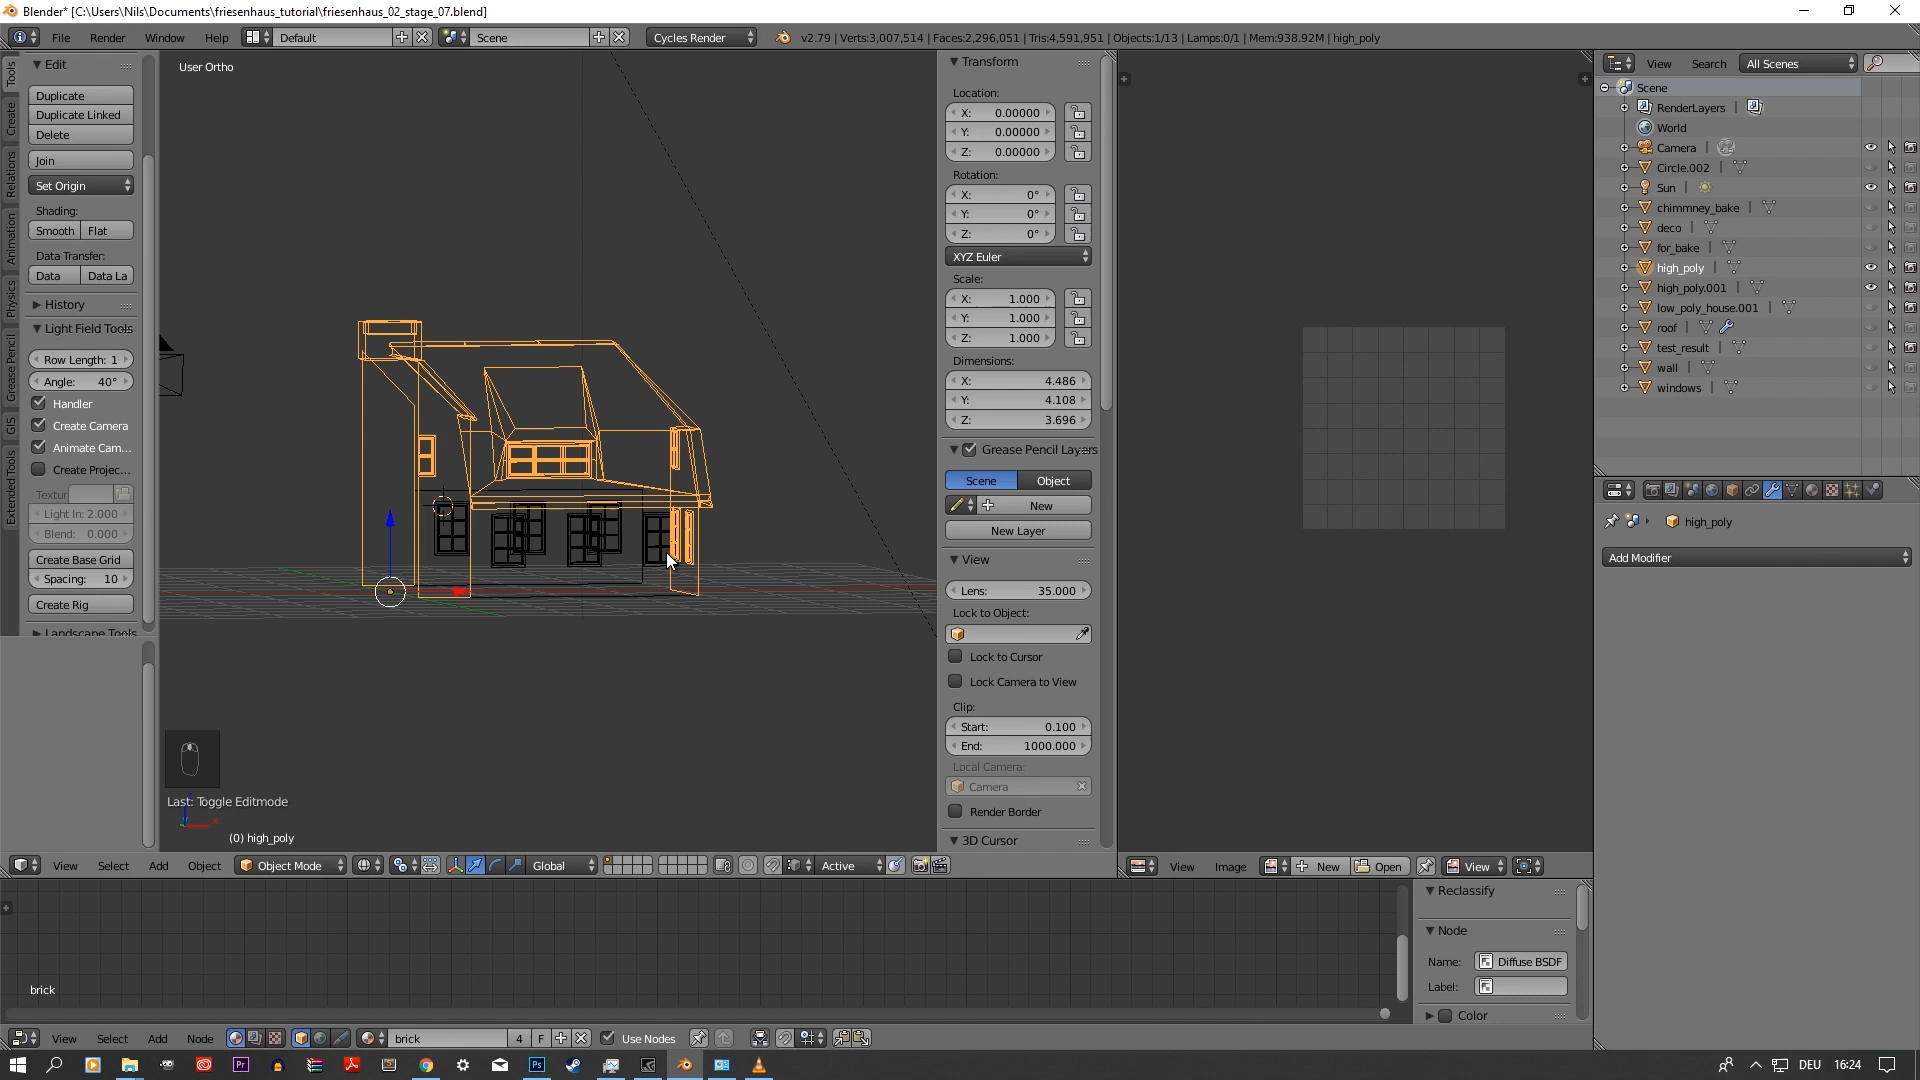 Blender* [C:\Users\Nils\Documents\friesenhaus_tutorial\friesenhaus_02_stage_07.blend]
File Render Window Help Default Scene Cycles Render v2.79 | Verts:3,007,514 | Faces:2,296,051 | Tris:4,591,951 | Objects:1/13 | Lamps:0/1 | Mem:938.92M | high_poly
Tools
Create
Relations
Animation
Physics
Grease Pencil
GIS
Extended Tools
Edit
Duplicate
Duplicate Linked
Delete
Join
Set Origin
Shading:
Smooth Flat
Data Transfer:
Data Data La
History
Light Field Tools
Row Length: 1
Angle: 40°
Handler
Create Camera
Animate Cam...
Create Projec...
Textur
Light In: 2.000
Blend: 0.000
Create Base Grid
Spacing: 10
Create Rig
Landscape Tools
User Ortho
Last: Toggle Editmode
(0) high_poly
Transform
Location:
X: 0.00000
Y: 0.00000
Z: 0.00000
Rotation:
X: 0°
Y: 0°
Z: 0°
XYZ Euler
Scale:
X: 1.000
Y: 1.000
Z: 1.000
Dimensions:
X: 4.486
Y: 4.108
Z: 3.696
Grease Pencil Layers
Scene Object
New
New Layer
View
Lens: 35.000
Lock to Object:
Lock to Cursor
Lock Camera to View
Clip:
Start: 0.100
End: 1000.000
Local Camera:
Camera
Render Border
3D Cursor
View Search All Scenes
Scene
RenderLayers |
World
Camera |
Circle.002 |
Sun |
chimmney_bake |
deco |
for_bake |
high_poly |
high_poly.001 |
low_poly_house.001 |
roof |
test_result |
wall |
windows |
high_poly
Add Modifier
View Select Add Object Object Mode Global Active
View Image New Open View
brick
Reclassify
Node
Name: Diffuse BSDF
Label:
Color
View Select Add Node brick 4 F Use Nodes
DEU 16:24